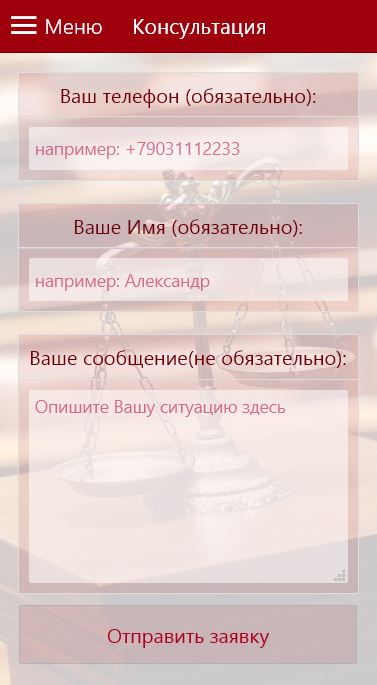 Меню Консультация
Ваш телефон (обязательно):
например: +79031112233
Ваше Имя (обязательно):
например: Александр
Ваше сообщение(не обязательно):
Опишите Вашу ситуацию здесь
Отправить заявку